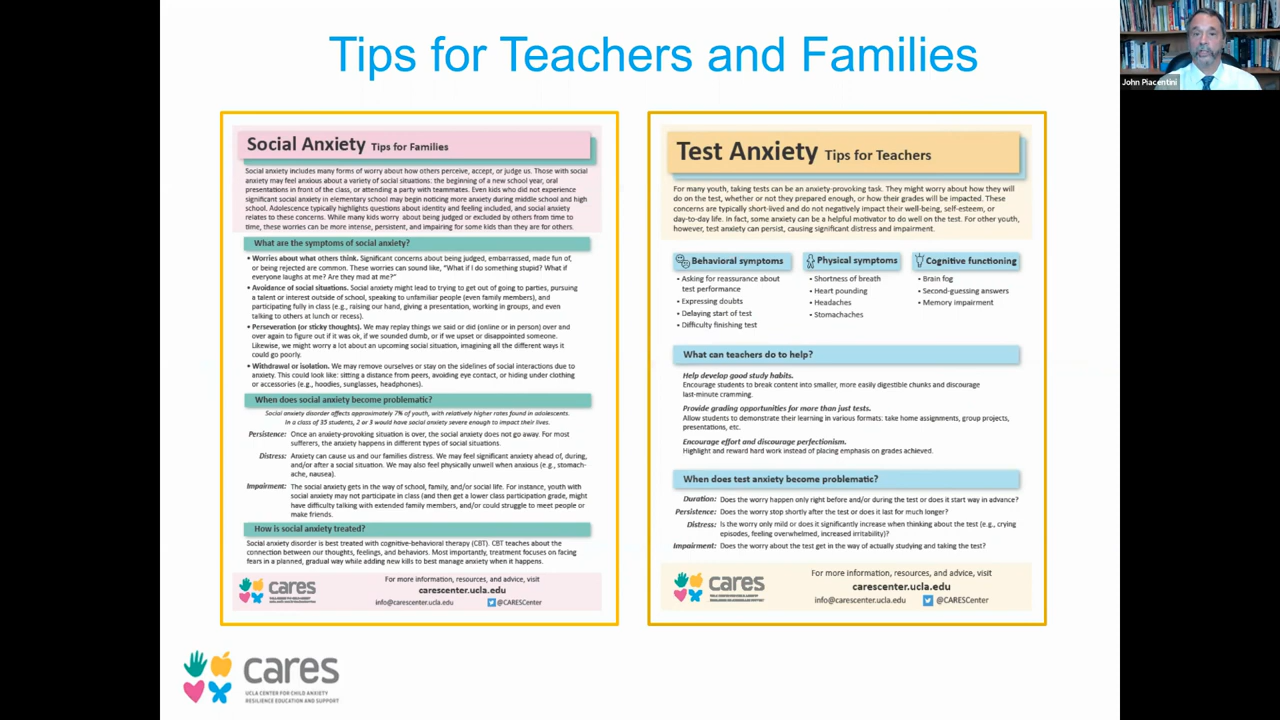 Tips for Teachers and Families
John Piacentini
Social Anxiety Tips for Families
Social anxiety includes many forms of worry about how others perceive, accept, or judge us. Those with social
anxiety may feel anxious about a variety of social situations: the beginning of a new school year, oral
presentations in front of the class, or attending a party with teammates. Even kids who did not experience
significant social anxiety in elementary school may begin noticing more anxiety during middle school and high
school. Adolescence typically highlights questions about identity and feeling included, and social anxiety
relates to these concerns. While many kids worry about being judged or excluded by others from time to
time, these worries can be more intense, persistent, and impairing for some kids than they are for others.
What are the symptoms of social anxiety?
• Worries about what others think. Significant concerns about being judged, embarrassed, made fun of,
or being rejected are common. These worries can sound like, "What if I do something stupid? What if
everyone laughs at me? Are they mad at me?"
• Avoidance of social situations. Social anxiety might lead to trying to get out of going to parties, pursuing
a talent or interest outside of school, speaking to unfamiliar people (even family members), and
participating fully in class (e.g., raising our hand, giving a presentation, working in groups, and even
talking to others at lunch or recess).
• Perseveration (or sticky thoughts). We may replay things we said or did (online or in person) over and
over again to figure out if it was ok, if we sounded dumb, or if we upset or disappointed someone.
Likewise, we might worry a lot about an upcoming social situation, imagining all the different ways it
could go poorly.
• Withdrawal or isolation. We may remove ourselves or stay on the sidelines of social interactions due to
anxiety. This could look like: sitting a distance from peers, avoiding eye contact, or hiding under clothing
or accessories (e.g., hoodies, sunglasses, headphones).
When does social anxiety become problematic?
Social anxiety disorder affects approximately 7% of youth, with relatively higher rates found in adolescents.
In a class of 35 students, 2 or 3 would have social anxiety severe enough to impact their lives.
Persistence: Once an anxiety-provoking situation is over, the social anxiety does not go away. For most
sufferers, the anxiety happens in different types of social situations.
Distress: Anxiety can cause us and our families distress. We may feel significant anxiety ahead of, during,
and/or after a social situation. We may also feel physically unwell when anxious (e.g., stomach-
ache, nausea).
Impairment: The social anxiety gets in the way of school, family, and/or social life. For instance, youth with
social anxiety may not participate in class (and then get a lower class participation grade, might
have difficulty talking with extended family members, and/or could struggle to meet people or
make friends.
How is social anxiety treated?
Social anxiety disorder is best treated with cognitive-behavioral therapy (CBT). CBT teaches about the
connection between our thoughts, feelings, and behaviors. Most importantly, treatment focuses on facing
fears in a planned, gradual way while adding new kills to best manage anxiety when it happens.
cares
For more information, resources, and advice, visit
carescenter.ucla.edu
info@carescenter.ucla.edu @CARESCenter
Test Anxiety Tips for Teachers
For many youth, taking tests can be an anxiety-provoking task. They might worry about how they will
do on the test, whether or not they prepared enough, or how their grades will be impacted. These
concerns are typically short-lived and do not negatively impact their well-being, self-esteem, or
day-to-day life. In fact, some anxiety can be a helpful motivator to do well on the test. For other youth,
however, test anxiety can persist, causing significant distress and impairment.
Behavioral symptoms
• Asking for reassurance about
test performance
• Expressing doubts
• Delaying start of test
• Difficulty finishing test
Physical symptoms
• Shortness of breath
• Heart pounding
• Headaches
• Stomachaches
Cognitive functioning
• Brain fog
• Second-guessing answers
• Memory impairment
What can teachers do to help?
Help develop good study habits.
Encourage students to break content into smaller, more easily digestible chunks and discourage
last-minute cramming.
Provide grading opportunities for more than just tests.
Allow students to demonstrate their learning in various formats: take home assignments, group projects,
presentations, etc.
Encourage effort and discourage perfectionism.
Highlight and reward hard work instead of placing emphasis on grades achieved.
When does test anxiety become problematic?
Duration: Does the worry happen only right before and/or during the test or does it start way in advance?
Persistence: Does the worry stop shortly after the test or does it last for much longer?
Distress: Is the worry only mild or does it significantly increase when thinking about the test (e.g., crying
episodes, feeling overwhelmed, increased irritability)?
Impairment: Does the worry about the test get in the way of actually studying and taking the test?
cares
For more information, resources, and advice, visit
carescenter.ucla.edu
info@carescenter.ucla.edu @CARESCenter
cares
UCLA CENTER FOR CHILD ANXIETY
RESILIENCE EDUCATION AND SUPPORT